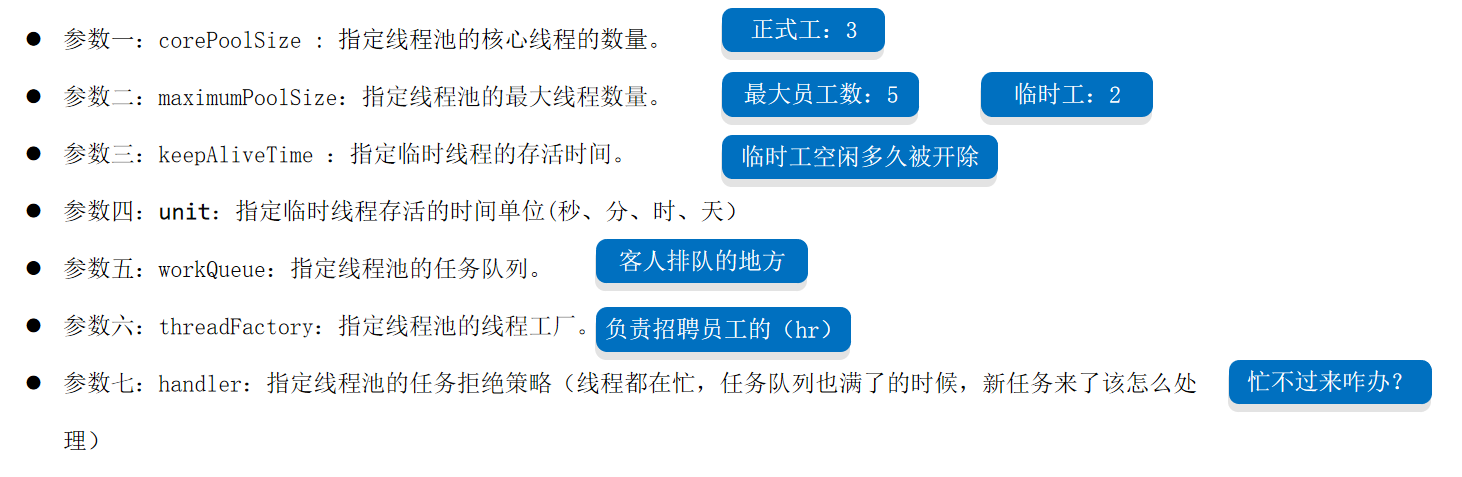 ● 参数一：corePoolSize : 指定线程池的核心线程的数量。 正式工：3
● 参数二：maximumPoolSize：指定线程池的最大线程数量。 最大员工数：5 临时工：2
● 参数三：keepAliveTime ：指定临时线程的存活时间。 临时工空闲多久被开除
● 参数四：unit：指定临时线程存活的时间单位(秒、分、时、天）
● 参数五：workQueue：指定线程池的任务队列。 客人排队的地方
● 参数六：threadFactory：指定线程池的线程工厂。 负责招聘员工的（hr）
● 参数七：handler：指定线程池的任务拒绝策略（线程都在忙，任务队列也满了的时候，新任务来了该怎么处 忙不过来咋办？
理）